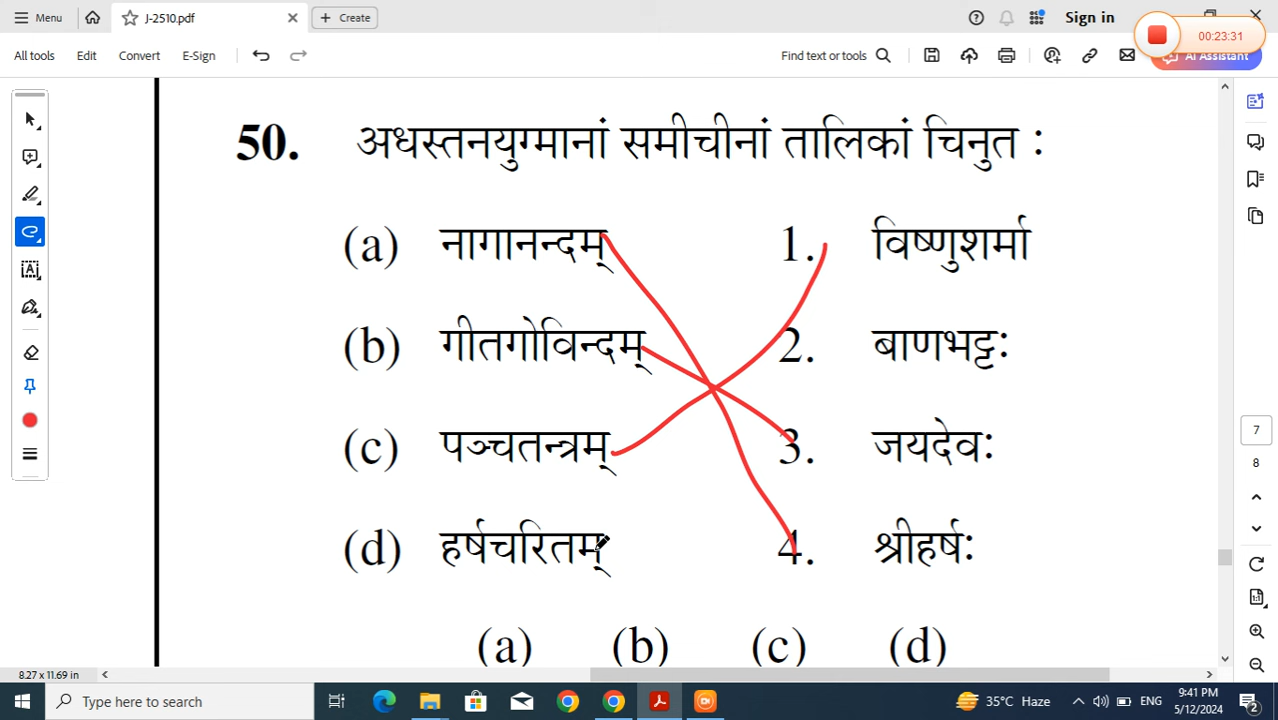 Menu J-2510.pdf Create Sign in 00:23:31
All tools Edit Convert E-Sign Find text or tools AI Assistant
50. अधस्तनयुग्मानां समीचीनां तालिकां चिनुत :
(a) नागानन्दम् 1. विष्णुशर्मा
(b) गीतगोविन्दम् 2. बाणभट्टः
(c) पञ्चतन्त्रम् 3. जयदेवः
(d) हर्षचरितम् 4. श्रीहर्षः
(a) (b) (c) (d)
7
8
8.27 x 11.69 in
Type here to search 35°C Haze ENG 9:41 PM 5/12/2024 2